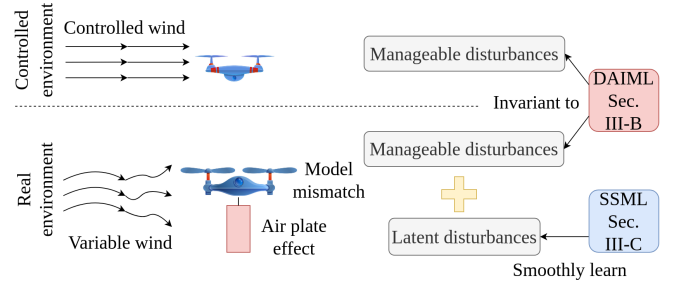 Controlled
environment
Controlled wind
Manageable disturbances
DAIML
Sec.
III-B
Invariant to
Manageable disturbances
Real
environment
Variable wind
Model
mismatch
Air plate
effect
Latent disturbances
SSML
Sec.
III-C
Smoothly learn